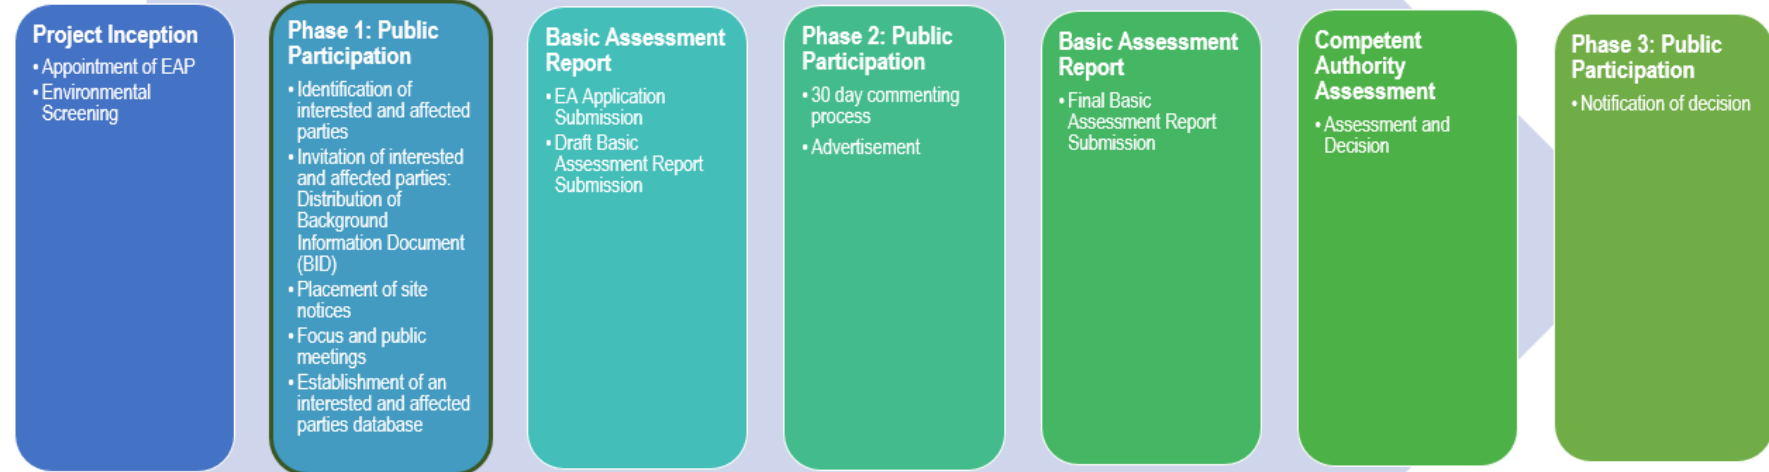 Project Inception
• Appointment of EAP
• Environmental
Screening
Phase 1: Public
Participation
• Identification of
interested and affected
parties
• Invitation of interested
and affected parties:
Distribution of
Background
Information Document
(BID)
• Placement of site
notices
• Focus and public
meetings
• Establishment of an
interested and affected
parties database
Basic Assessment
Report
• EA Application
Submission
• Draft Basic
Assessment Report
Submission
Phase 2: Public
Participation
• 30 day commenting
process
• Advertisement
Basic Assessment
Report
• Final Basic
Assessment Report
Submission
Competent
Authority
Assessment
• Assessment and
Decision
Phase 3: Public
Participation
• Notification of decision